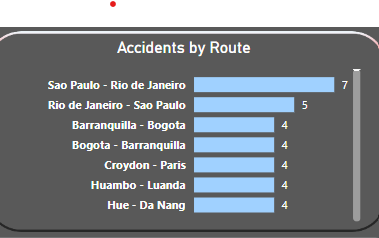 Accidents by Route
Sao Paulo - Rio de Janeiro 7
Rio de Janeiro - Sao Paulo 5
Barranquilla - Bogota 4
Bogota - Barranquilla 4
Croydon - Paris 4
Huambo - Luanda 4
Hue - Da Nang 4